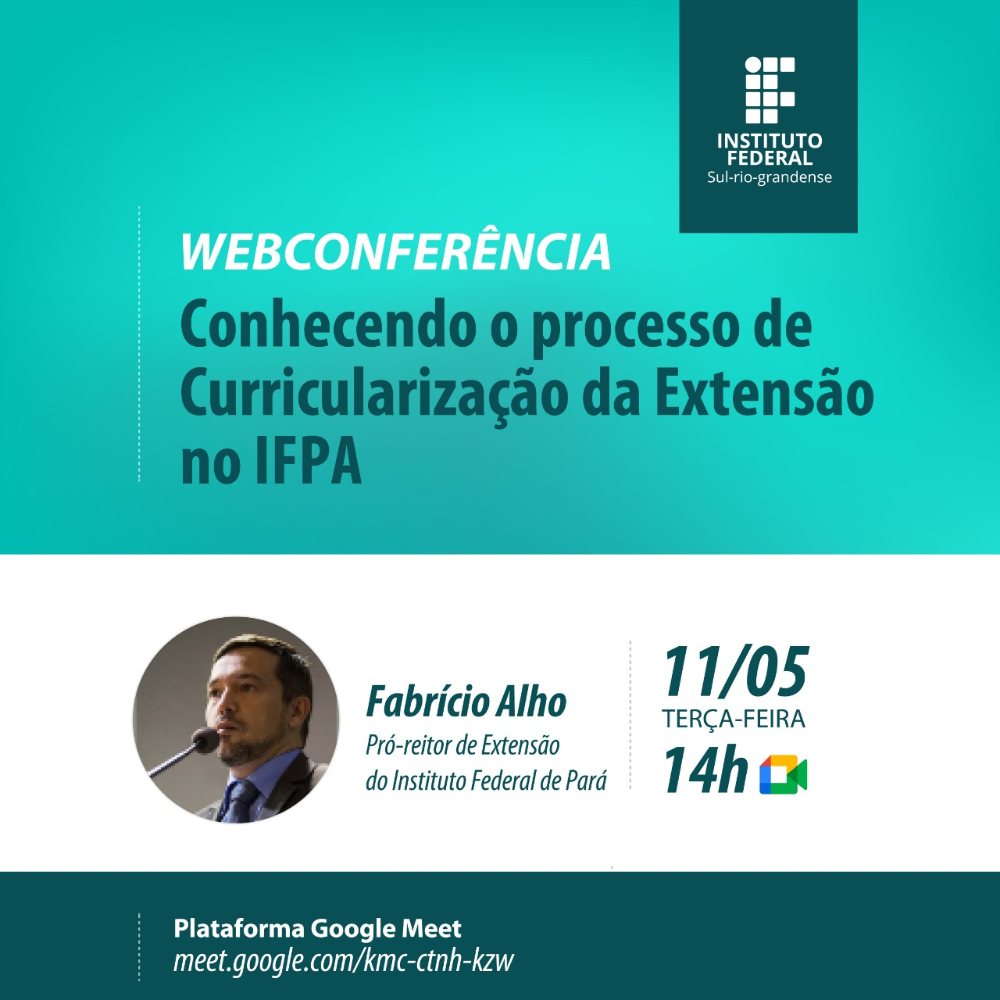 INSTITUTO
FEDERAL
Sul-rio-grandense
WEBCONFERÊNCIA
Conhecendo o processo de
Curricularização da Extensão
no IFPA
Fabrício Alho
Pró-reitor de Extensão
do Instituto Federal de Pará
11/05
TERÇA-FEIRA
14h
Plataforma Google Meet
meet.google.com/kmc-ctnh-kzw